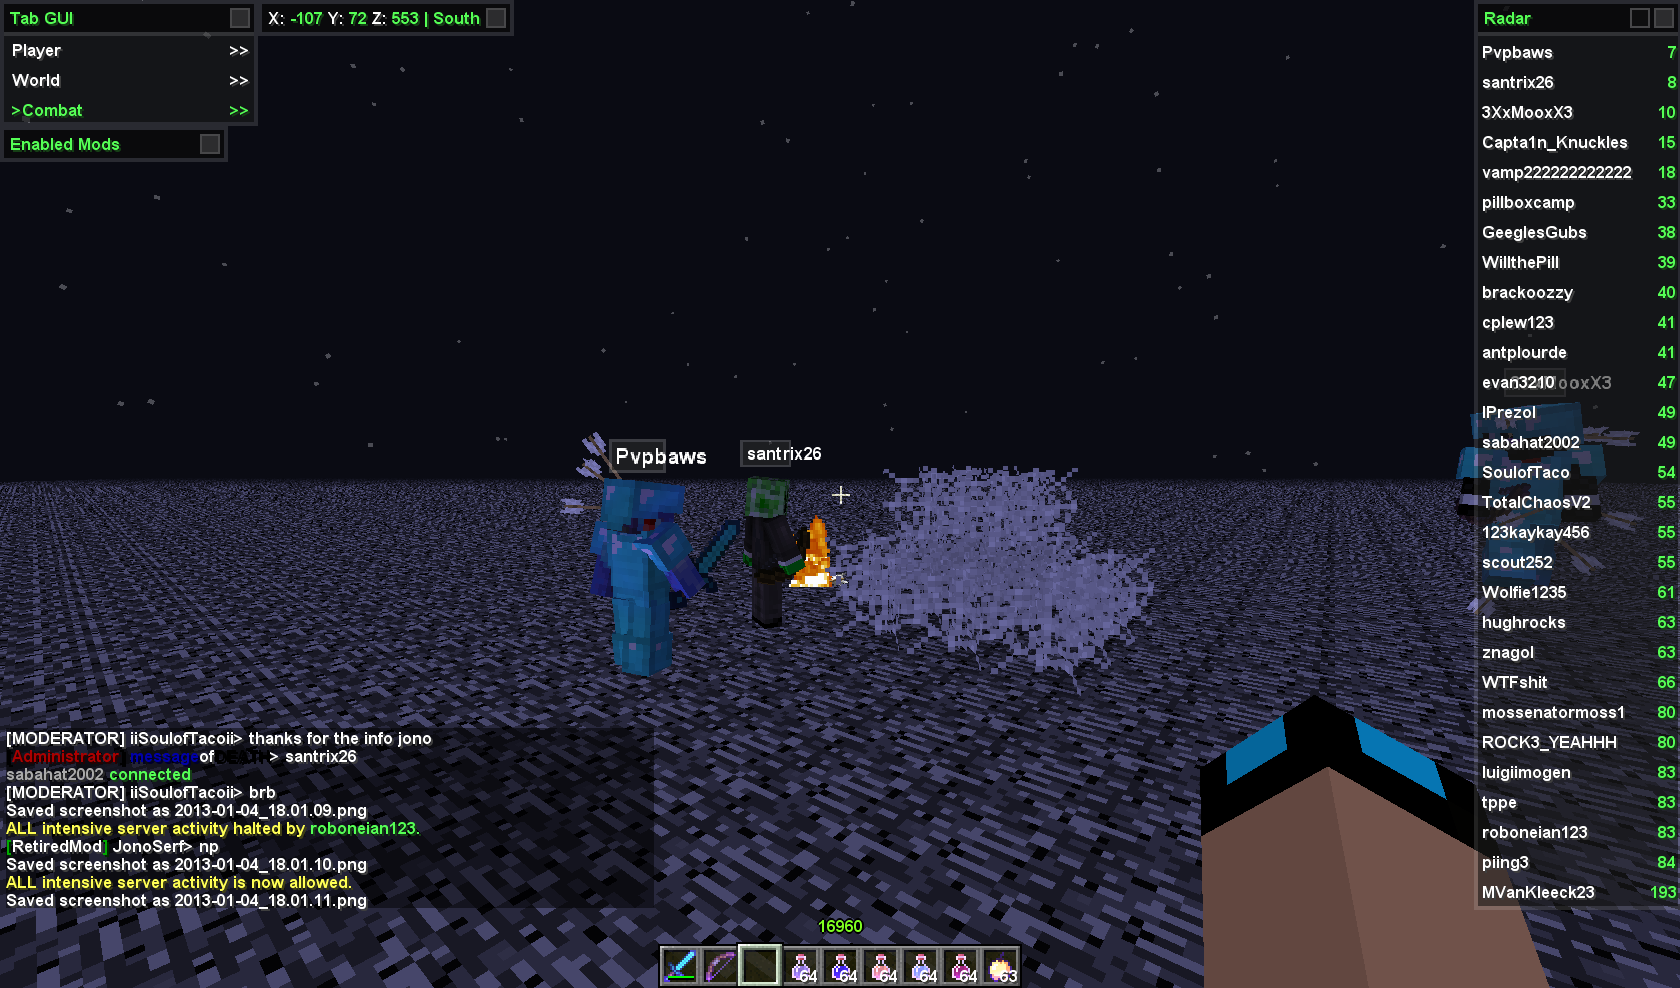 Tab GUI
X: -107 Y: 72 Z: 553 | South
Player >>
World >>
>Combat >>
Enabled Mods
Radar
Pvpbaws 7
santrix26 8
3XxMooxX3 10
Capta1n_Knuckles 15
vamp222222222222 18
pillboxcamp 33
GeeglesGubs 38
WillthePill 39
brackoozzy 40
cplew123 41
antplourde 41
evan3210 47
IPrezol 49
sabahat2002 49
SoulofTaco 54
TotalChaosV2 55
123kaykay456 55
scout252 55
Wolfie1235 61
hughrocks 63
znagol 63
WTFshit 66
mossenatormoss1 80
ROCK3_YEAHHH 80
luigiimogen 83
tppe 83
roboneian123 83
piing3 84
MVanKleeck23 193
Pvpbaws
santrix26
[MODERATOR] iiSoulofTacoii> thanks for the info jono
Administrator message of > santrix26
sabahat2002 connected
[MODERATOR] iiSoulofTacoii> brb
Saved screenshot as 2013-01-04_18.01.09.png
ALL intensive server activity halted by roboneian123.
[RetiredMod] JonoSerf> np
Saved screenshot as 2013-01-04_18.01.10.png
ALL intensive server activity is now allowed.
Saved screenshot as 2013-01-04_18.01.11.png
16960
64 64 64 64 64 63